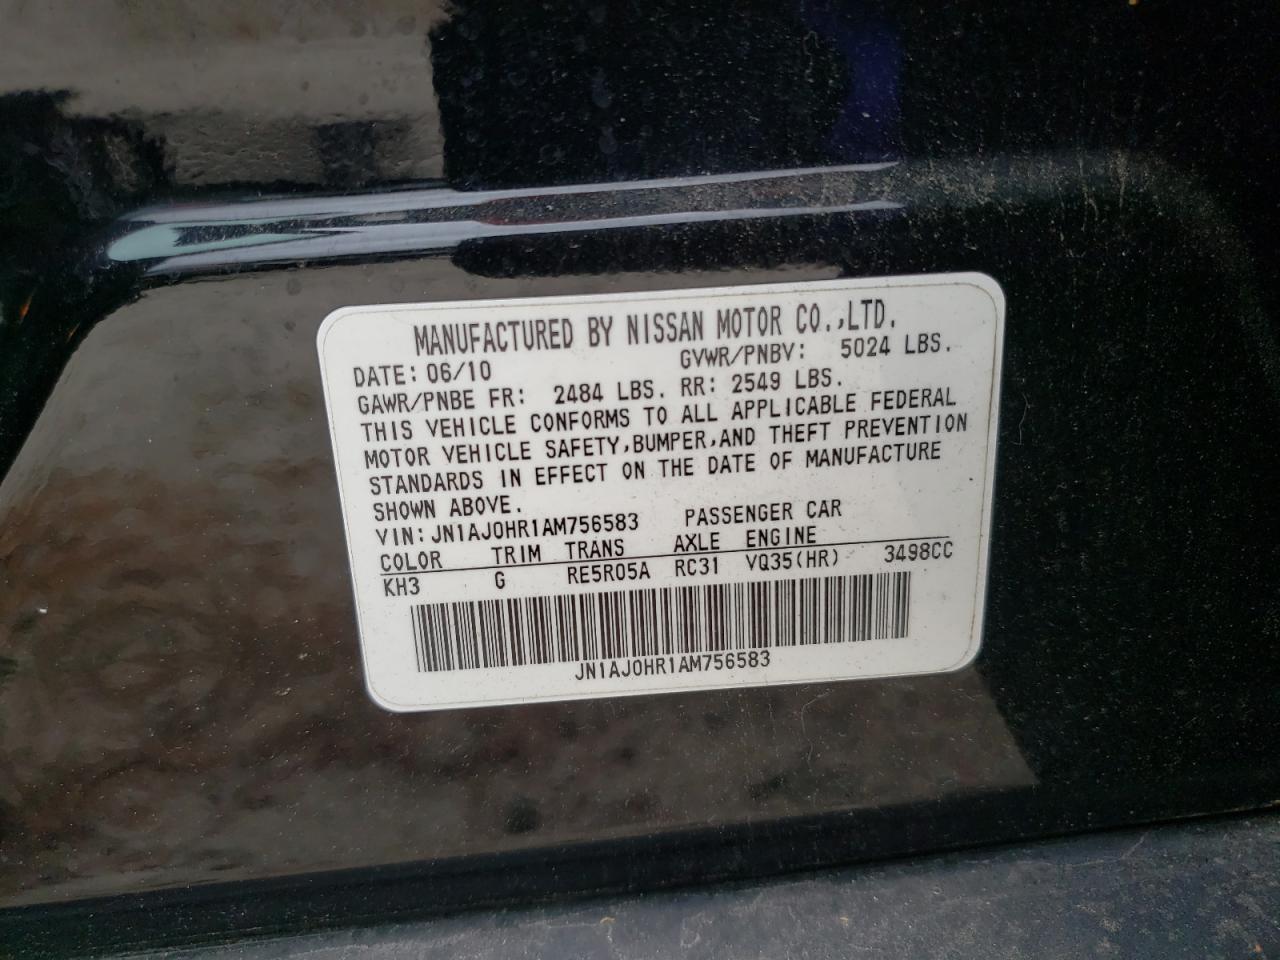 MANUFACTURED BY NISSAN MOTOR CO.,LTD.
DATE: 06/10 GVWR/PNBV: 5024 LBS.
GAWR/PNBE FR: 2484 LBS. RR: 2549 LBS.
THIS VEHICLE CONFORMS TO ALL APPLICABLE FEDERAL
MOTOR VEHICLE SAFETY,BUMPER,AND THEFT PREVENTION
STANDARDS IN EFFECT ON THE DATE OF MANUFACTURE
SHOWN ABOVE.
VIN:JN1AJ0HR1AM756583 PASSENGER CAR
COLOR TRIM TRANS AXLE ENGINE
KH3 G RE5R05A RC31 VQ35(HR) 3498CC
JN1AJ0HR1AM756583